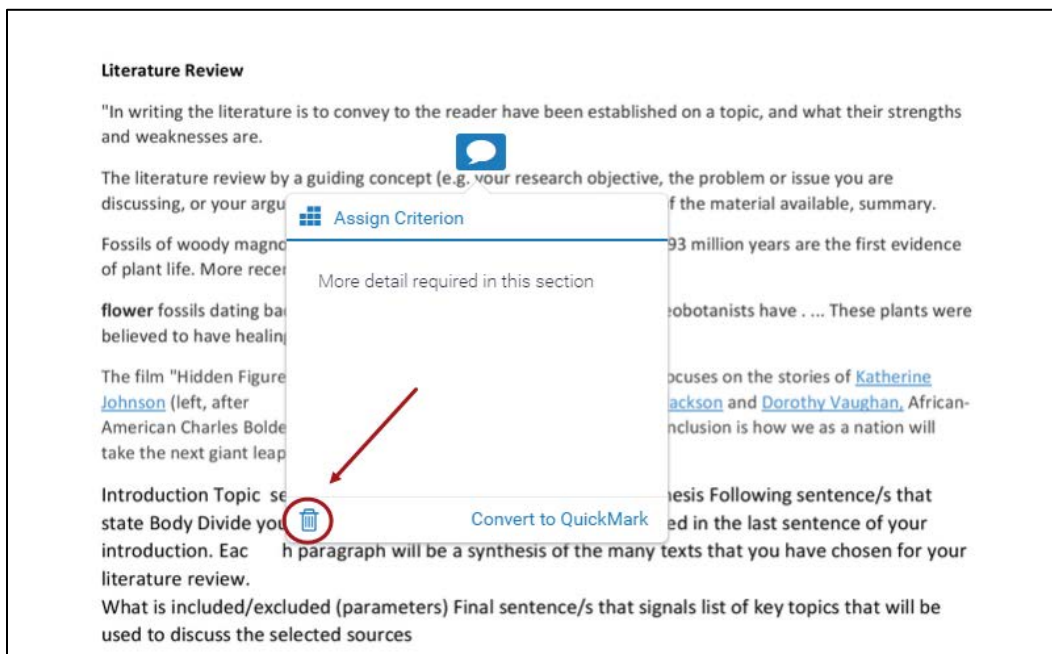 Literature Review
"In writing the literature is to convey to the reader have been established on a topic, and what their strengths
and weaknesses are.
The literature review by a guiding concept (e.g. your research objective, the problem or issue you are
discussing, or your argu f the material available, summary.
Assign Criterion
Fossils of woody magno 93 million years are the first evidence
of plant life. More recen
More detail required in this section
flower fossils dating ba eobotanists have . ... These plants were
believed to have healing
The film "Hidden Figure ocuses on the stories of Katherine
Johnson (left, after ackson and Dorothy Vaughan, African-
American Charles Bolde nclusion is how we as a nation will
take the next giant leap
Introduction Topic se nesis Following sentence/s that
state Body Divide you ed in the last sentence of your
Convert to QuickMark
introduction. Eac h paragraph will be a synthesis of the many texts that you have chosen for your
literature review.
What is included/excluded (parameters) Final sentence/s that signals list of key topics that will be
used to discuss the selected sources